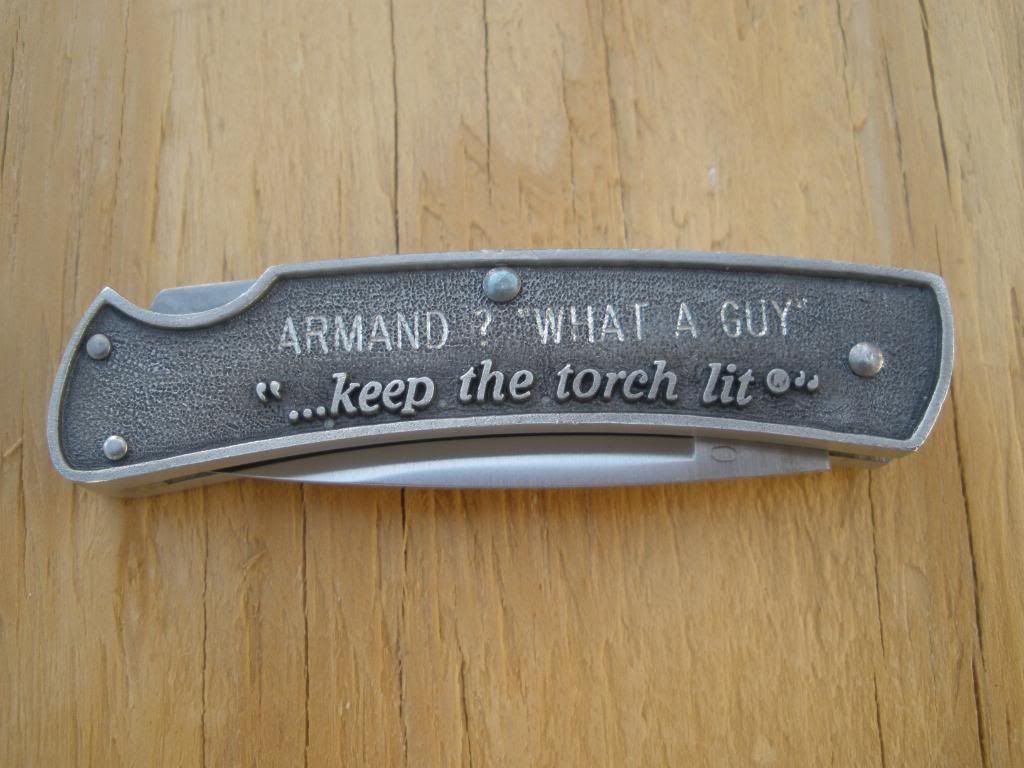 ARMAND ? "WHAT A GUY"
"...keep the torch lit ®"